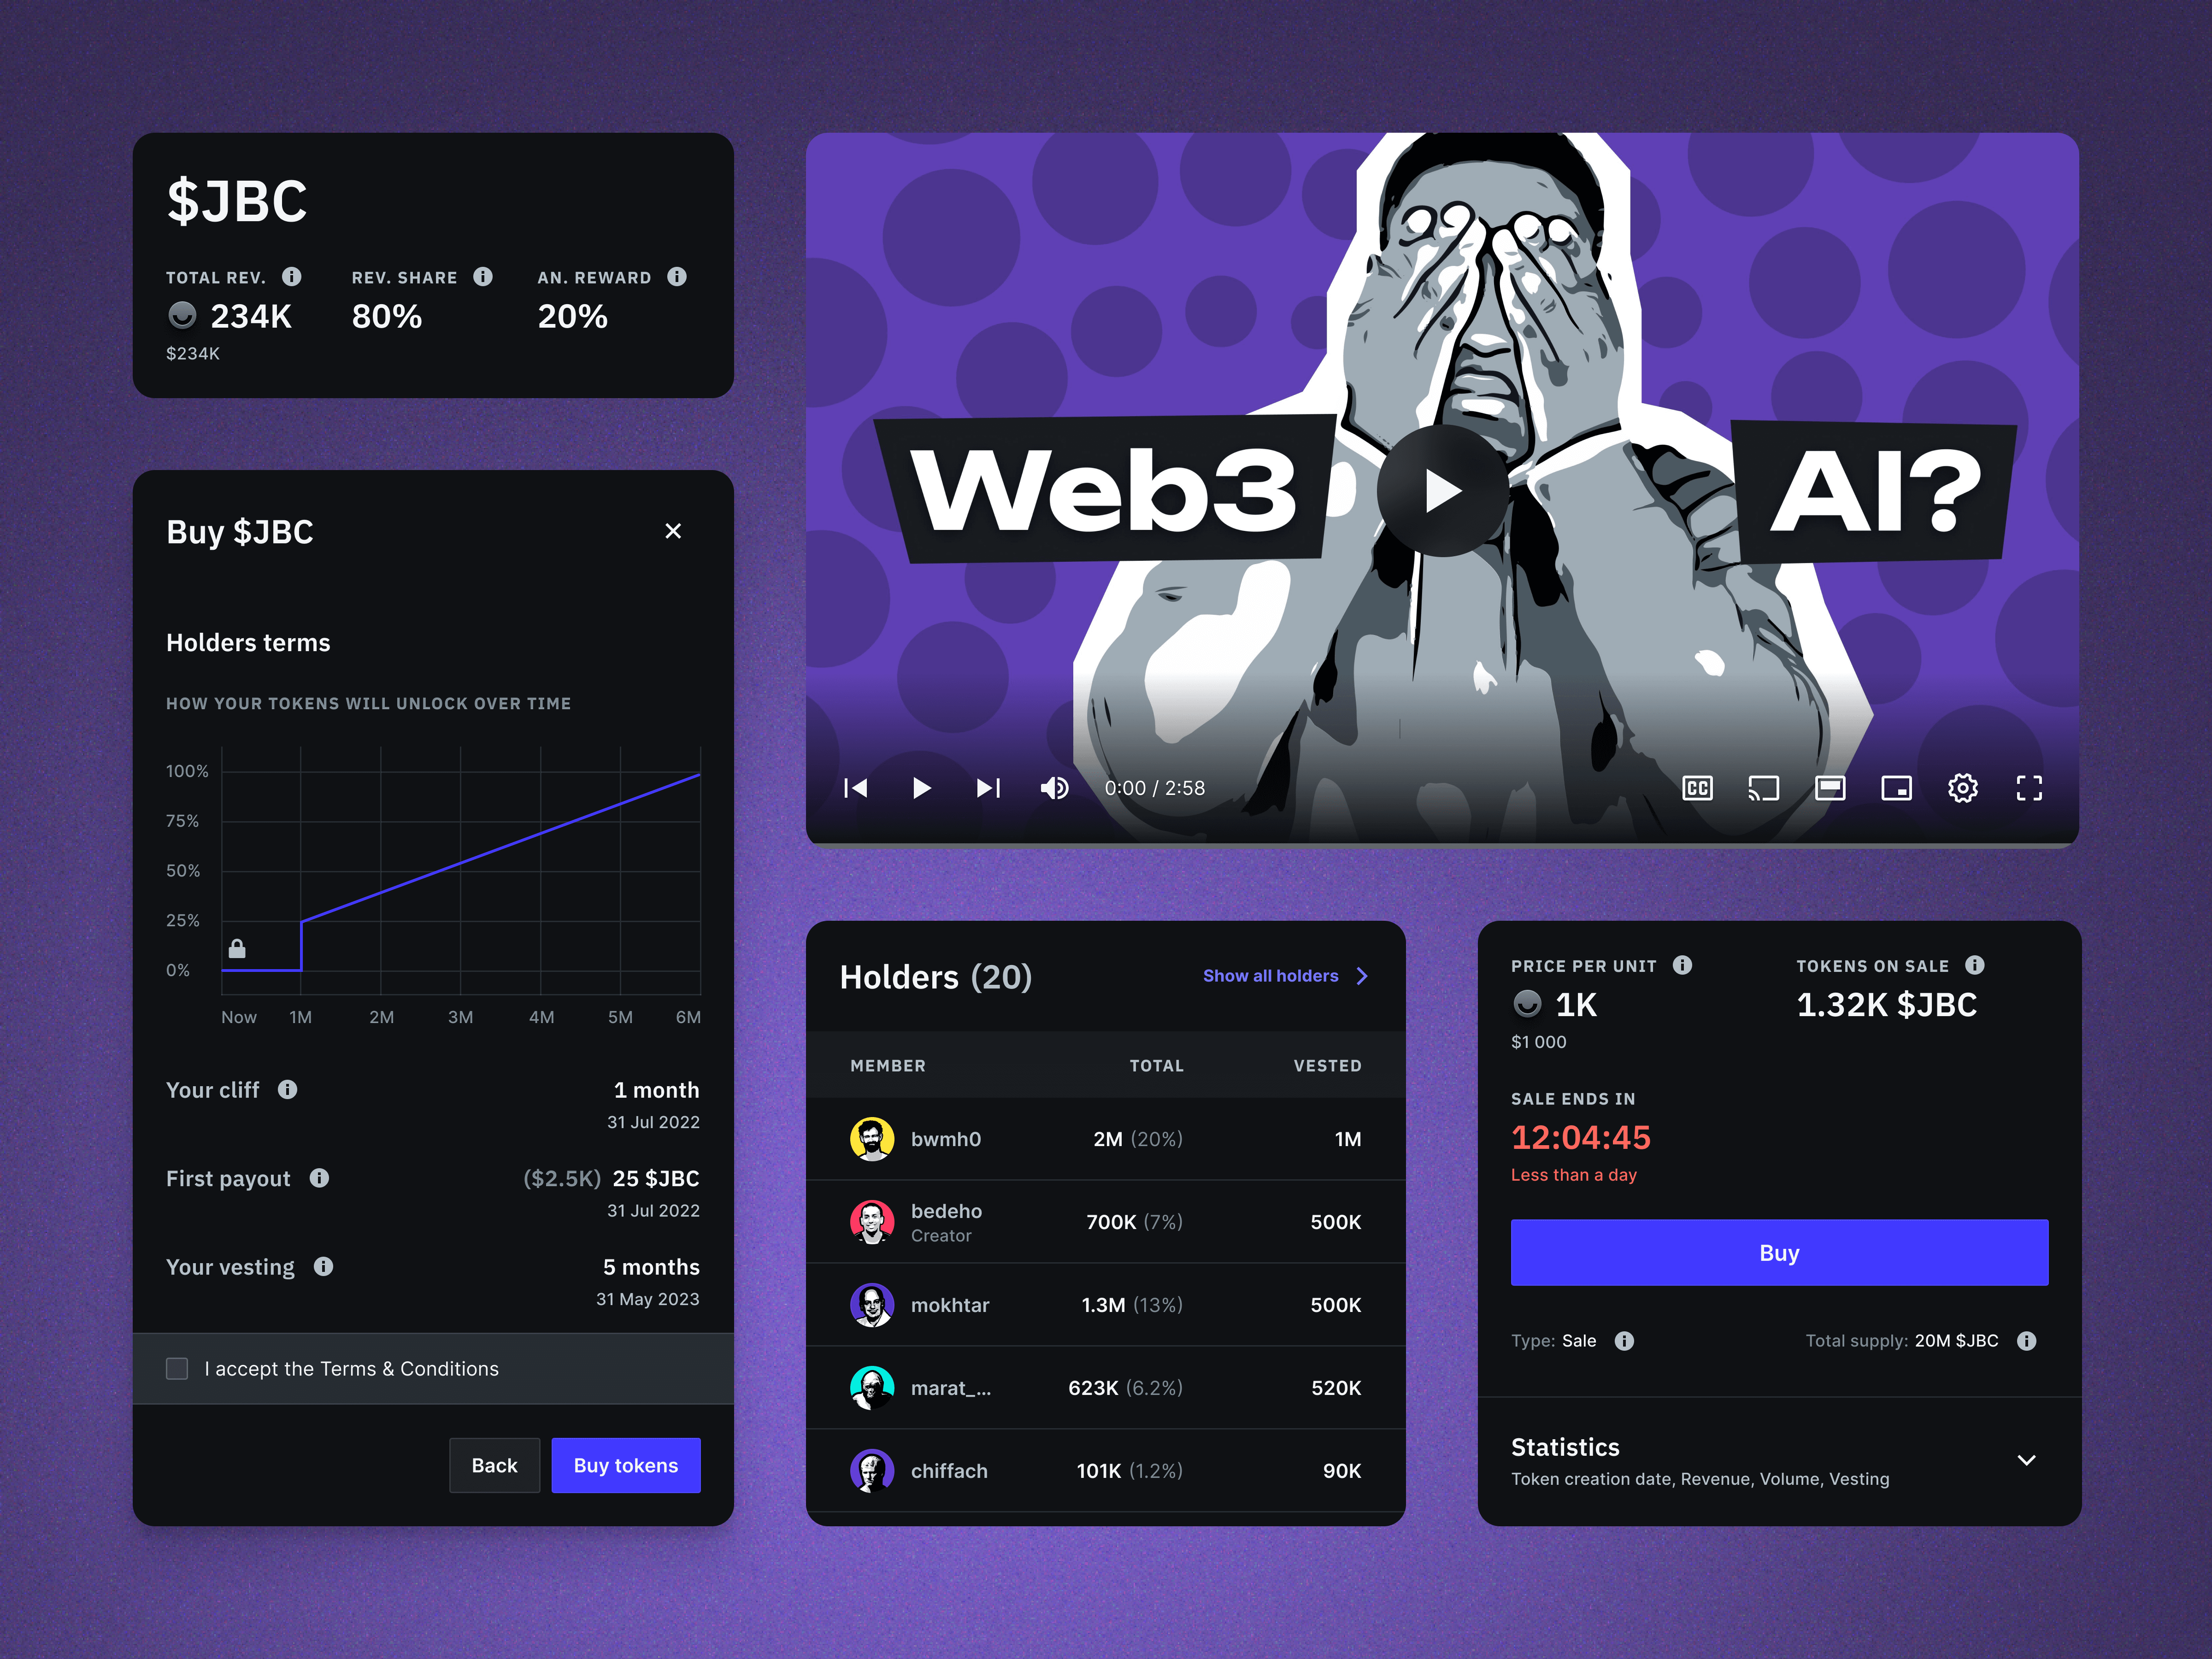 $JBC
TOTAL REV. REV. SHARE AN. REWARD
234K 80% 20%
$234K
Buy $JBC
Holders terms
HOW YOUR TOKENS WILL UNLOCK OVER TIME
100%
75%
50%
25%
0%
Now 1M 2M 3M 4M 5M 6M
Your cliff 1 month
31 Jul 2022
First payout ($2.5K) 25 $JBC
31 Jul 2022
Your vesting 5 months
31 May 2023
I accept the Terms & Conditions
Back Buy tokens
Web3 AI?
0:00 / 2:58 CC
Holders (20) Show all holders
MEMBER TOTAL VESTED
bwmh0 2M (20%) 1M
bedeho 700K (7%) 500K
Creator
mokhtar 1.3M (13%) 500K
marat_... 623K (6.2%) 520K
chiffach 101K (1.2%) 90K
PRICE PER UNIT TOKENS ON SALE
1K 1.32K $JBC
$1 000
SALE ENDS IN
12:04:45
Less than a day
Buy
Type: Sale Total supply: 20M $JBC
Statistics
Token creation date, Revenue, Volume, Vesting